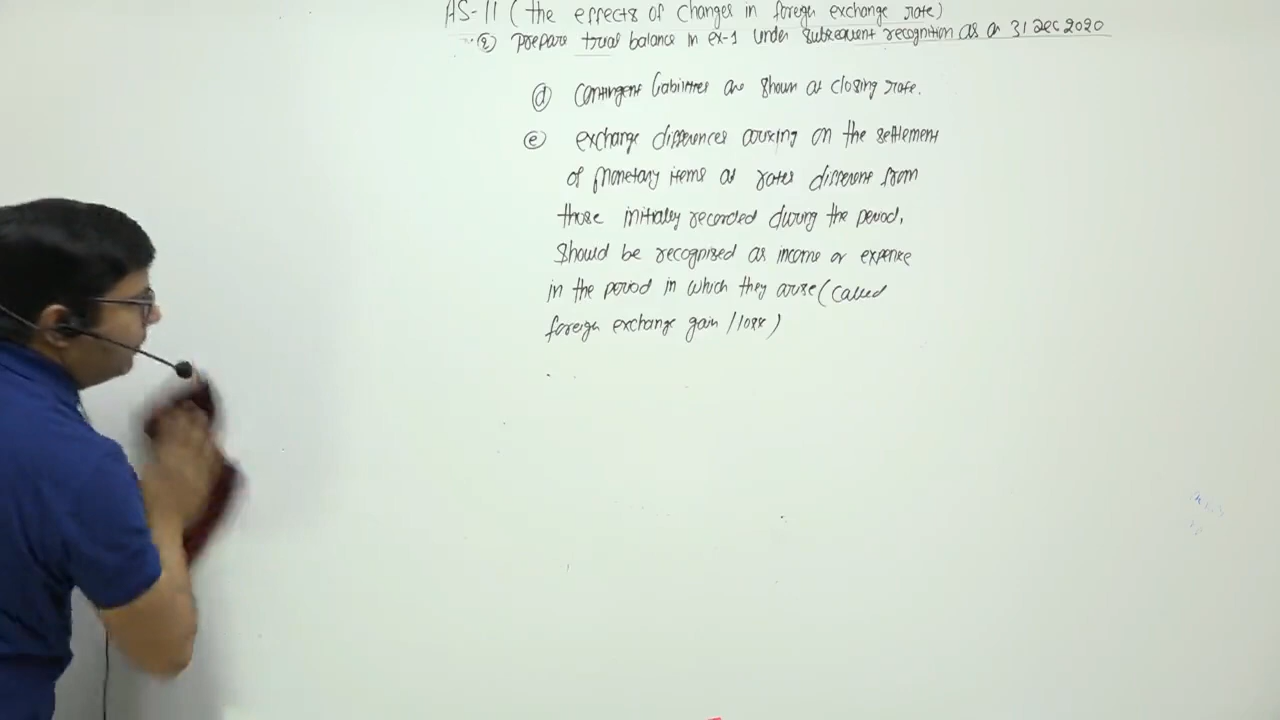 AS-11 (The effects of changes in foreign exchange rate)
Q) Prepare trial balance in ex-1 under subsequent recognition as on 31 Dec 2020
(d) Contingent liabilities are shown at closing rate.
(e) exchange differences arising on the settlement
of monetary items at rates different from
those initially recorded during the period,
should be recognised as income or expense
in the period in which they arise (called
foreign exchange gain /loss)